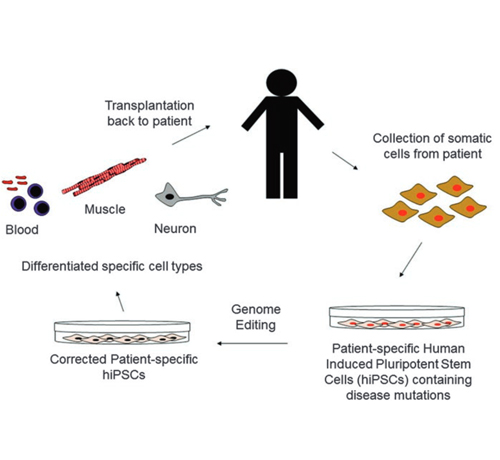 Transplantation
back to patient
Collection of somatic
cells from patient
Muscle
Blood
Neuron
Differentiated specific cell types
Genome
Editing
Corrected Patient-specific
hiPSCs
Patient-specific Human
Induced Pluripotent Stem
Cells (hiPSCs) containing
disease mutations